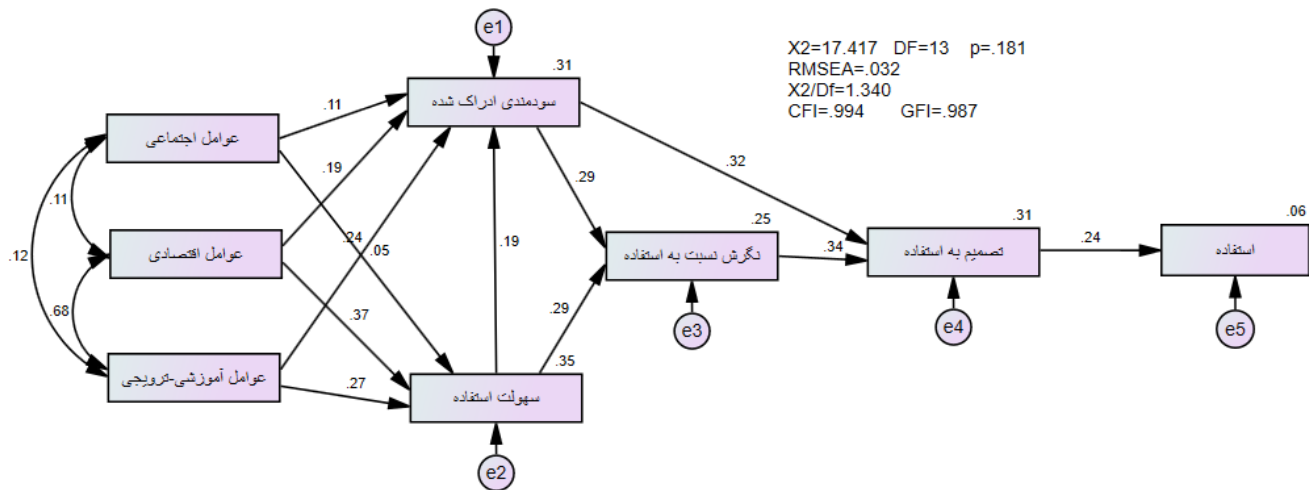 e1
X2=17.417 DF=13 p=.181
RMSEA=.032
X2/Df=1.340
CFI=.994 GFI=.987
.31
سودمندی ادراک شده
.11
عوامل اجتماعی
.19
.32
.29
.11
.24
.05
.12
.19
.25
.31
.06
عوامل اقتصادی
نگرش نسبت به استفاده
.34
تصمیم به استفاده
.24
استفاده
.68
.37
.29
e3
e4
e5
عوامل آموزشی-ترویجی
.27
.35
سهولت استفاده
e2